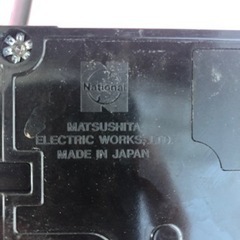 National
MATSUSHITA
ELECTRIC WORKS,LTD.
MADE IN JAPAN